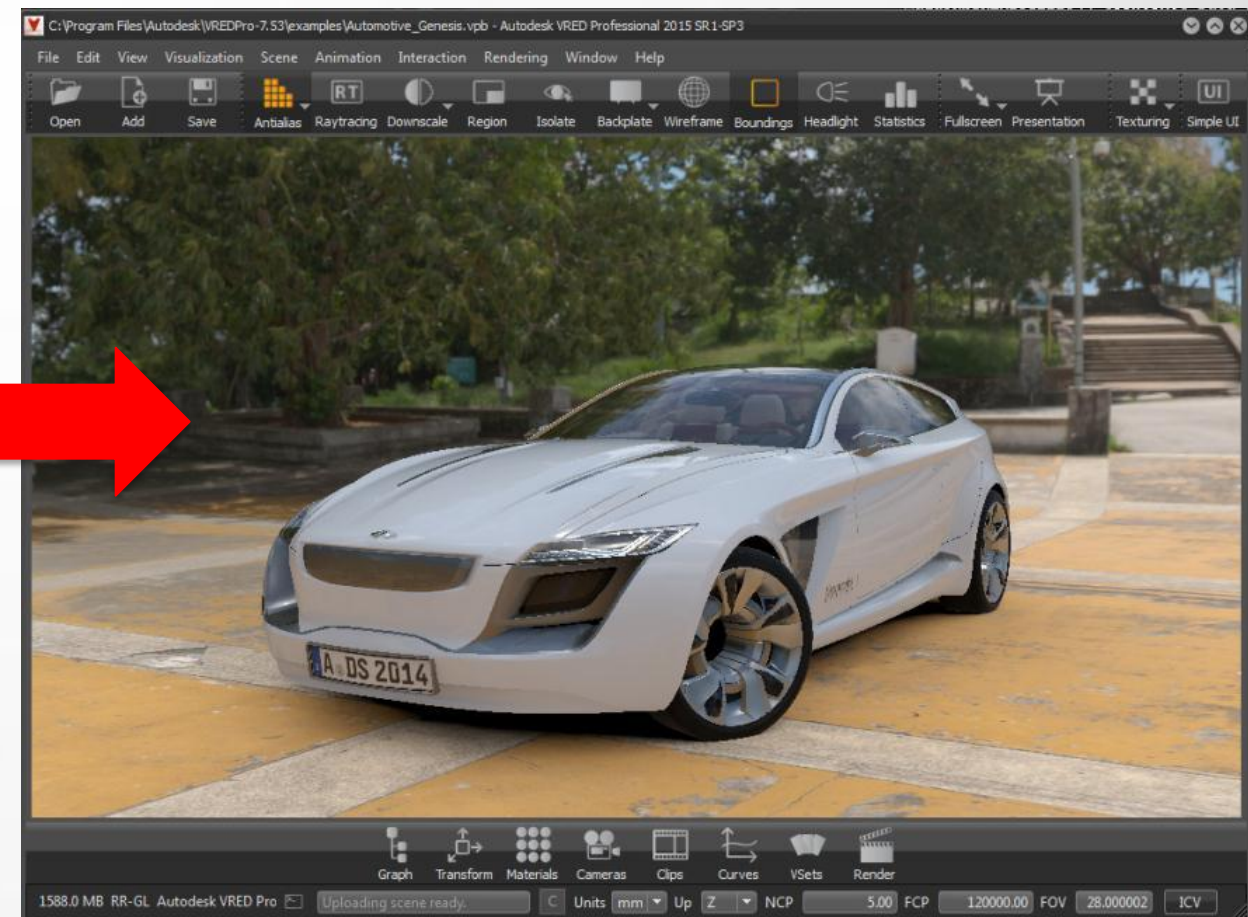 C:\Program Files\Autodesk\VREDPro-7.53\examples\Automotive_Genesis.vpb - Autodesk VRED Professional 2015 SR1-SP3
File Edit View Visualization Scene Animation Interaction Rendering Window Help
RT UI
Open Add Save Antialias Raytracing Downscale Region Isolate Backplate Wireframe Boundings Headlight Statistics Fullscreen Presentation Texturing Simple UI
A DS 2014
Graph Transform Materials Cameras Clips Curves VSets Render
1588.0 MB RR-GL Autodesk VRED Pro Uploading scene ready. C Units mm Up Z NCP 5.00 FCP 120000.00 FOV 28.000002 ICV